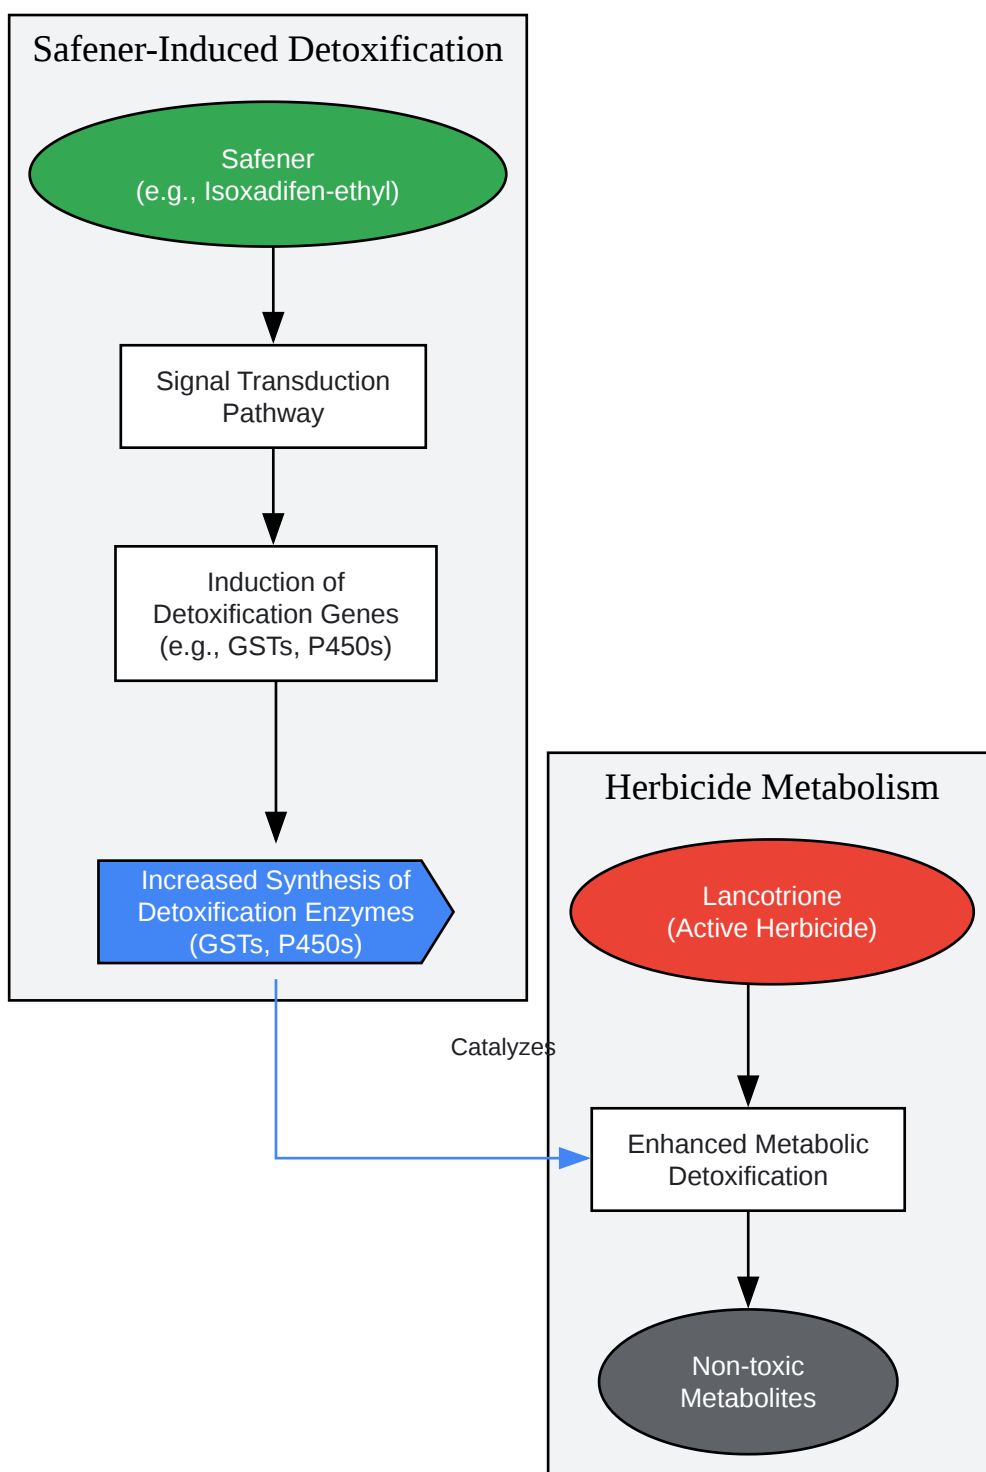 Safener-Induced Detoxification
Safener
(e.g., Isoxadifen-ethyl)
Signal Transduction
Pathway
Induction of
Detoxification Genes
(e.g., GSTs, P450s)
Increased Synthesis of
Detoxification Enzymes
(GSTs, P450s)
Catalyzes
Herbicide Metabolism
Lancotrione
(Active Herbicide)
Enhanced Metabolic
Detoxification
Non-toxic
Metabolites